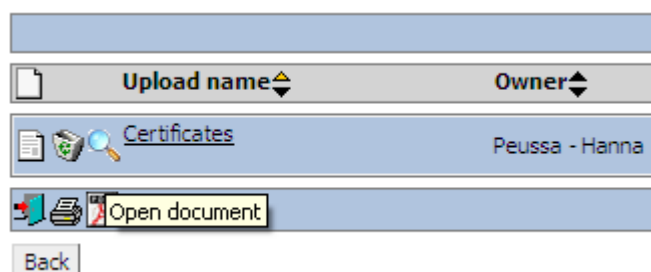 Upload name Owner
Certificates Peussa - Hanna
Open document
Back